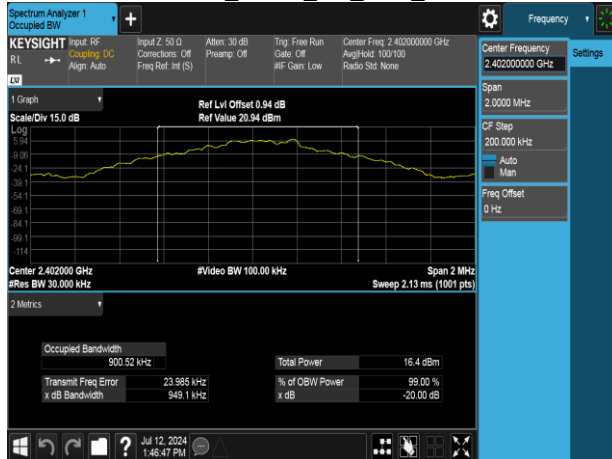 Spectrum Analyzer 1
Occupied BW
Frequency
KEYSIGHT
Input: RF
Coupling: DC
Align: Auto
RL
LXI
Input Z: 50 Ω
Corrections: Off
Freq Ref: Int (S)
Atten: 30 dB
Preamp: Off
Trig: Free Run
Gate: Off
#IF Gain: Low
Center Freq: 2.402000000 GHz
Avg|Hold: 100/100
Radio Std: None
Center Frequency
2.402000000 GHz
Settings
Span
2.0000 MHz
CF Step
200.000 kHz
Auto
Man
Freq Offset
0 Hz
1 Graph
Scale/Div 15.0 dB
Ref Lvl Offset 0.94 dB
Ref Value 20.94 dBm
Log
5.94
-9.06
-24.1
-39.1
-54.1
-69.1
-84.1
-99.1
-114
Center 2.402000 GHz
#Res BW 30.000 kHz
#Video BW 100.00 kHz
Span 2 MHz
Sweep 2.13 ms (1001 pts)
2 Metrics
Occupied Bandwidth
900.52 kHz
Total Power 16.4 dBm
Transmit Freq Error 23.985 kHz
% of OBW Power 99.00 %
x dB Bandwidth 949.1 kHz
x dB -20.00 dB
?
Jul 12, 2024
1:46:47 PM